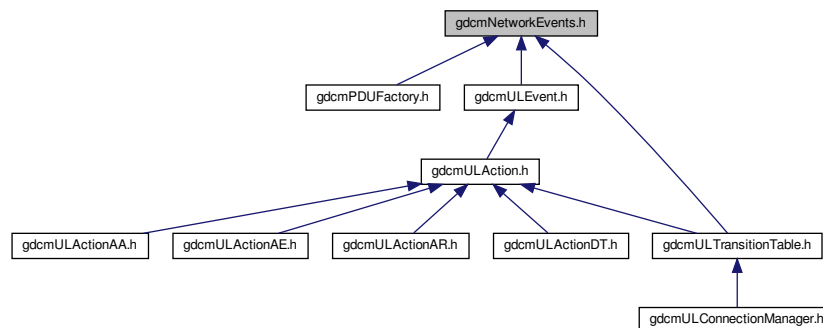 gdcmNetworkEvents.h
gdcmPDUFactory.h
gdcmULEvent.h
gdcmULAction.h
gdcmULActionAA.h
gdcmULActionAE.h
gdcmULActionAR.h
gdcmULActionDT.h
gdcmULTransitionTable.h
gdcmULConnectionManager.h